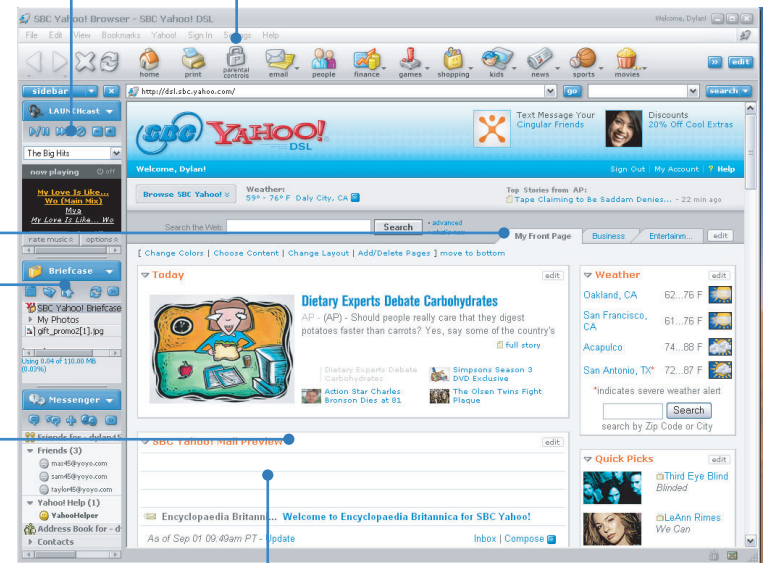 SBC Yahoo! Browser - SBC Yahoo! DSL
Welcome, Dylan!
File Edit View Bookmarks Yahoo! Sign In Settings Help
home print parental controls email people finance games shopping kids news sports movies
edit
sidebar
http://dsl.sbc.yahoo.com/
go
search
LAUNCHcast
The Big Hits
now playing off
My Love Is Like...
Wo (Main Mix)
Mya
My Love Is Like... Wo
rate music options
Briefcase
SBC Yahoo! Briefcase
My Photos
gift_promo2[1].jpg
Using 0.04 of 110.00 MB
(0.03%)
Messenger
Friends for - dylan45
Friends (3)
max45@yoyo.com
sam45@yoyo.com
taylor45@yoyo.com
Yahoo! Help (1)
YahooHelper
Address Book for - d
Contacts
SBC YAHOO!
DSL
Text Message Your
Cingular Friends
Discounts
20% Off Cool Extras
Welcome, Dylan!
Sign Out | My Account | ? Help
Browse SBC Yahoo!
Weather:
59° - 76° F Daly City, CA
Top Stories from AP:
Tape Claiming to Be Saddam Denies... - 22 min ago
Search the Web:
Search
• advanced
My Front Page
Business
Entertainm...
edit
[ Change Colors | Choose Content | Change Layout | Add/Delete Pages ] move to bottom
Today
edit
Dietary Experts Debate Carbohydrates
AP - (AP) - Should people really care that they digest
potatoes faster than carrots? Yes, say some of the country's
full story
Dietary Experts Debate
Carbohydrates
Simpsons Season 3
DVD Exclusive
Action Star Charles
Bronson Dies at 81
The Olsen Twins Fight
Plaque
SBC Yahoo! Mail Preview
edit
Encyclopaedia Britanni... Welcome to Encyclopaedia Britannica for SBC Yahoo!
As of Sep 01 09:49am PT - Update
Inbox | Compose
Weather
edit
Oakland, CA 62...76 F
San Francisco,
CA 61...76 F
Acapulco 74...88 F
San Antonio, TX* 72...87 F
*indicates severe weather alert
Search
search by Zip Code or City
Quick Picks
edit
Third Eye Blind
Blinded
LeAnn Rimes
We Can